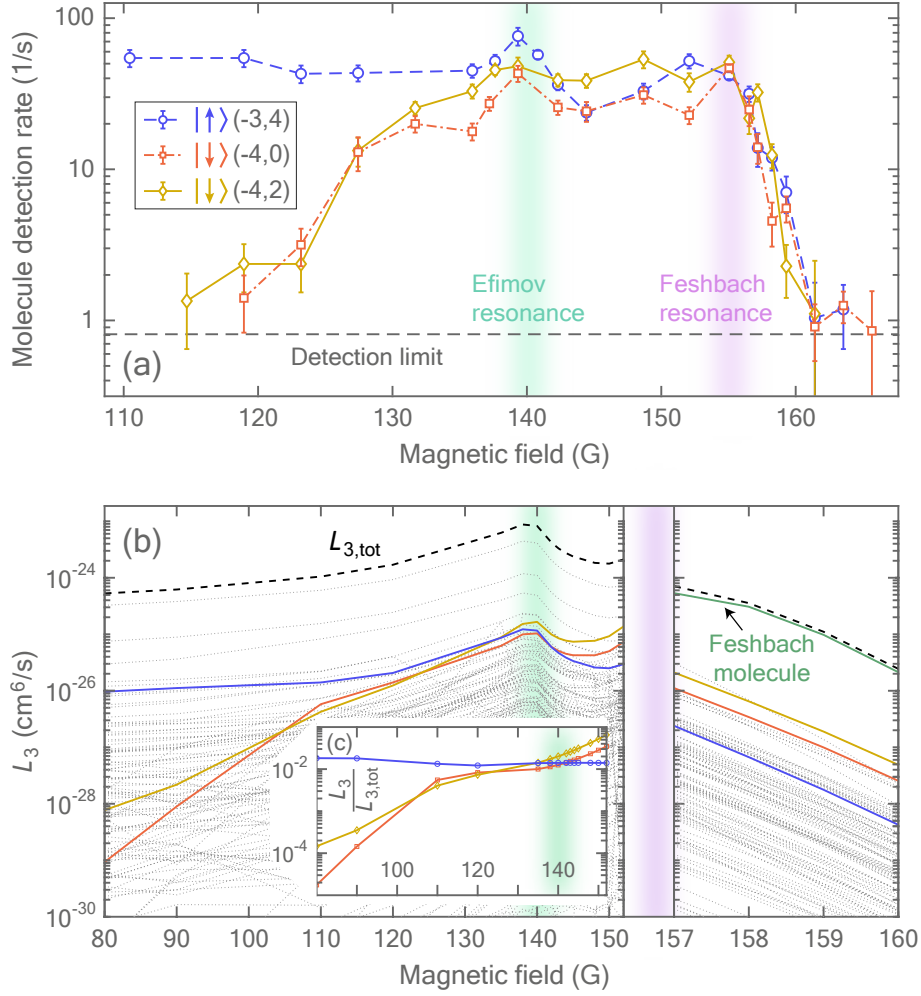 100
10
1
Molecule detection rate (1/s)
|↑⟩(-3,4)
|↓⟩(-4,0)
|↓⟩(-4,2)
Efimov
resonance
Feshbach
resonance
Detection limit
(a)
110 120 130 140 150 160
Magnetic field (G)
(b)
L3,tot
10-24
10-26
10-28
10-30
L3 (cm6/s)
Feshbach
molecule
(c)
10-2
10-4
L3
L3,tot
100 120 140
80 90 100 110 120 130 140 150 157 158 159 160
Magnetic field (G)